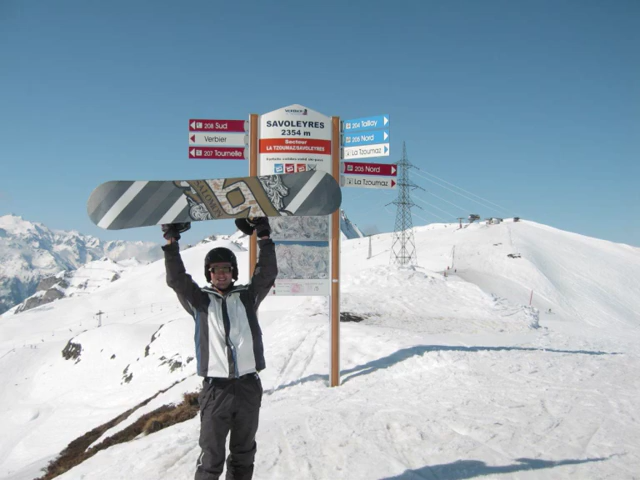 VERBIER
SAVOLEYRES
2354 m
Secteur
LA TZOUMAZ/SAVOLEYRES
208 Sud
Verbier
207 Tournelle
204 Taillay
205 Nord
La Tzoumaz
206 Nord
La Tzoumaz